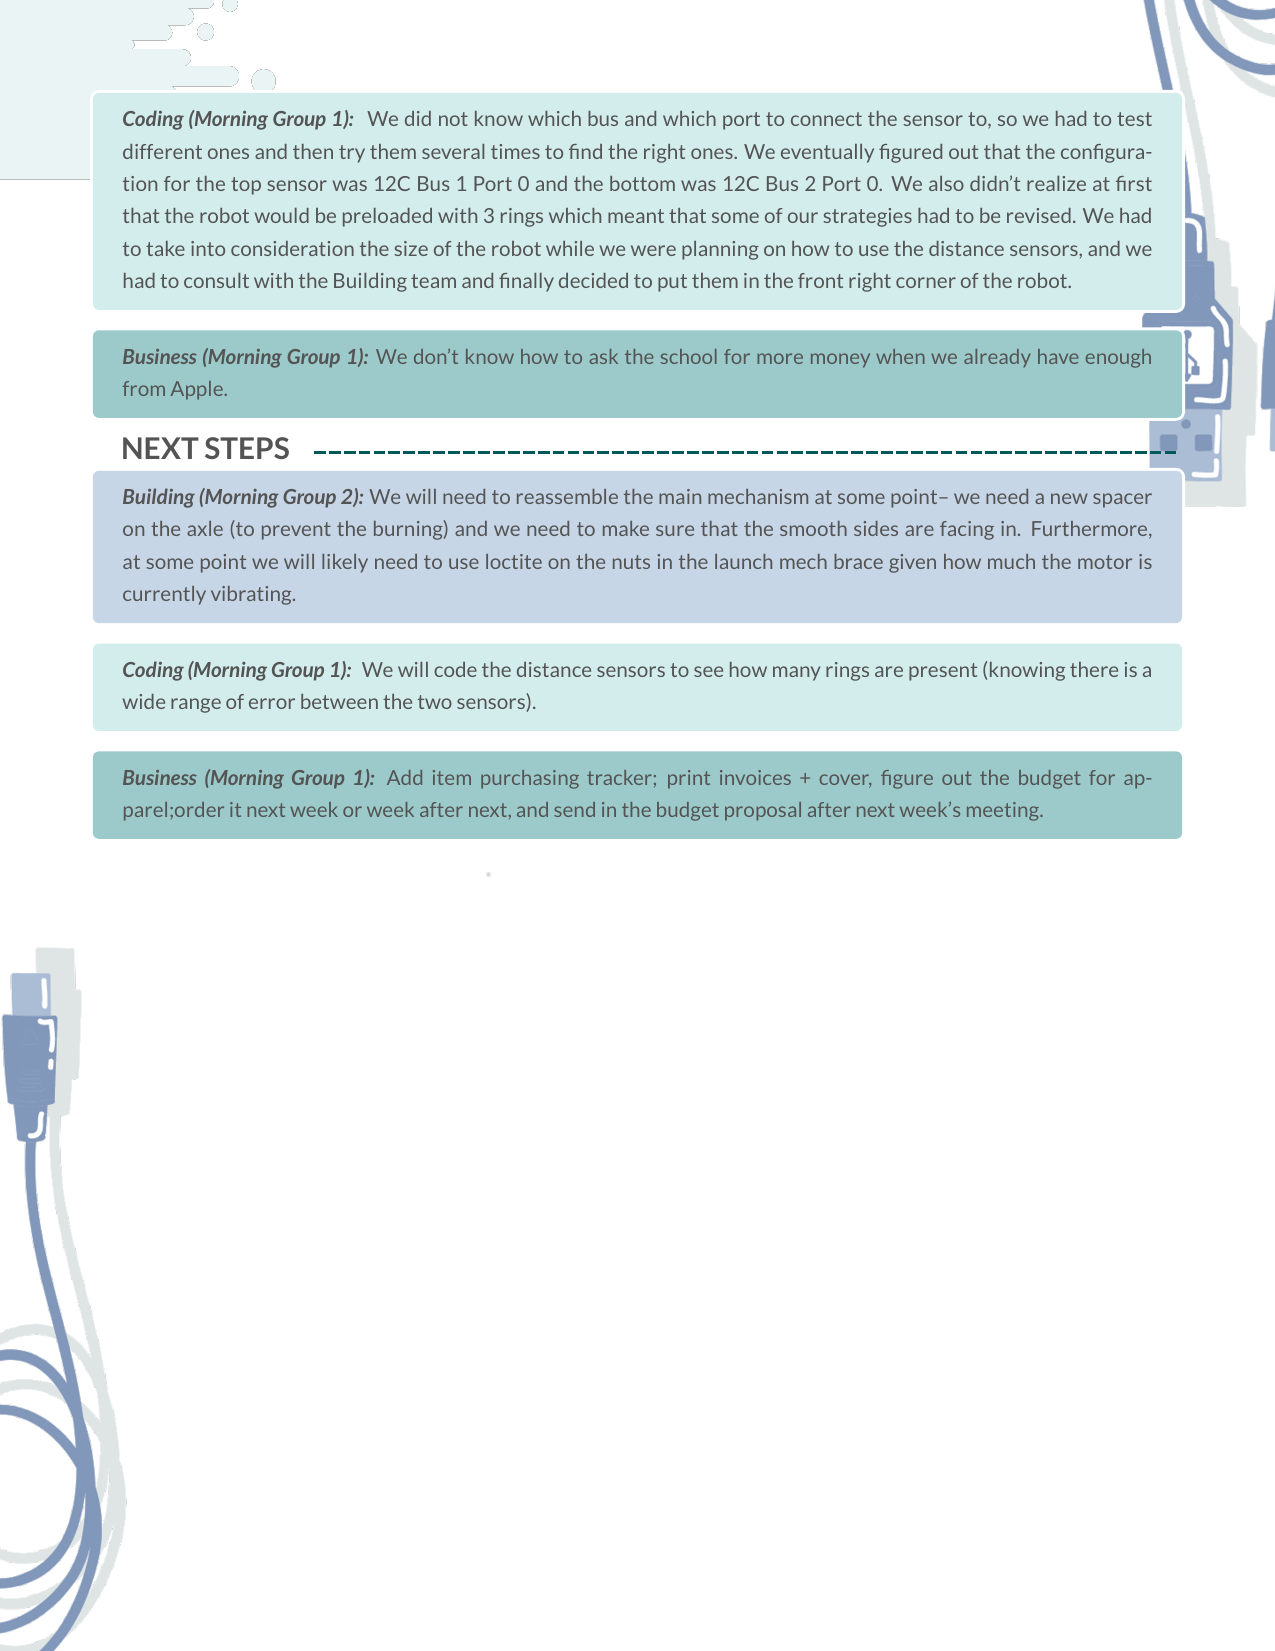 Coding (Morning Group 1): We did not know which bus and which port to connect the sensor to, so we had to test
different ones and then try them several times to find the right ones. We eventually figured out that the configura-
tion for the top sensor was 12C Bus 1 Port 0 and the bottom was 12C Bus 2 Port 0. We also didn't realize at first
that the robot would be preloaded with 3 rings which meant that some of our strategies had to be revised. We had
to take into consideration the size of the robot while we were planning on how to use the distance sensors, and we
had to consult with the Building team and finally decided to put them in the front right corner of the robot.
Business (Morning Group 1): We don't know how to ask the school for more money when we already have enough
from Apple.
NEXT STEPS
Building (Morning Group 2): We will need to reassemble the main mechanism at some point– we need a new spacer
on the axle (to prevent the burning) and we need to make sure that the smooth sides are facing in. Furthermore,
at some point we will likely need to use loctite on the nuts in the launch mech brace given how much the motor is
currently vibrating.
Coding (Morning Group 1): We will code the distance sensors to see how many rings are present (knowing there is a
wide range of error between the two sensors).
Business (Morning Group 1): Add item purchasing tracker; print invoices + cover, figure out the budget for ap-
parel;order it next week or week after next, and send in the budget proposal after next week's meeting.